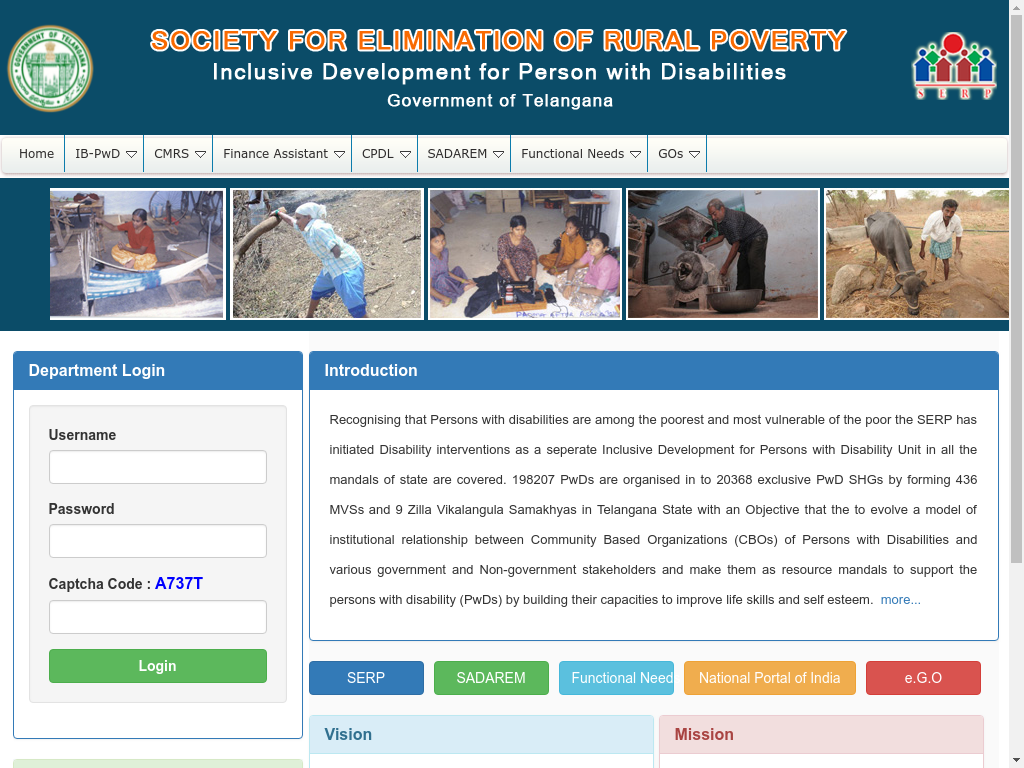 SOCIETY FOR ELIMINATION OF RURAL POVERTY
Inclusive Development for Person with Disabilities
Government of Telangana
SERP
Home IB-PwD CMRS Finance Assistant CPDL SADAREM Functional Needs GOs
Department Login
Username
Password
Captcha Code : A737T
Login
Introduction
Recognising that Persons with disabilities are among the poorest and most vulnerable of the poor the SERP has
initiated Disability interventions as a seperate Inclusive Development for Persons with Disability Unit in all the
mandals of state are covered. 198207 PwDs are organised in to 20368 exclusive PwD SHGs by forming 436
MVSs and 9 Zilla Vikalangula Samakhyas in Telangana State with an Objective that the to evolve a model of
institutional relationship between Community Based Organizations (CBOs) of Persons with Disabilities and
various government and Non-government stakeholders and make them as resource mandals to support the
persons with disability (PwDs) by building their capacities to improve life skills and self esteem. more...
SERP SADAREM Functional Need National Portal of India e.G.O
Vision
Mission